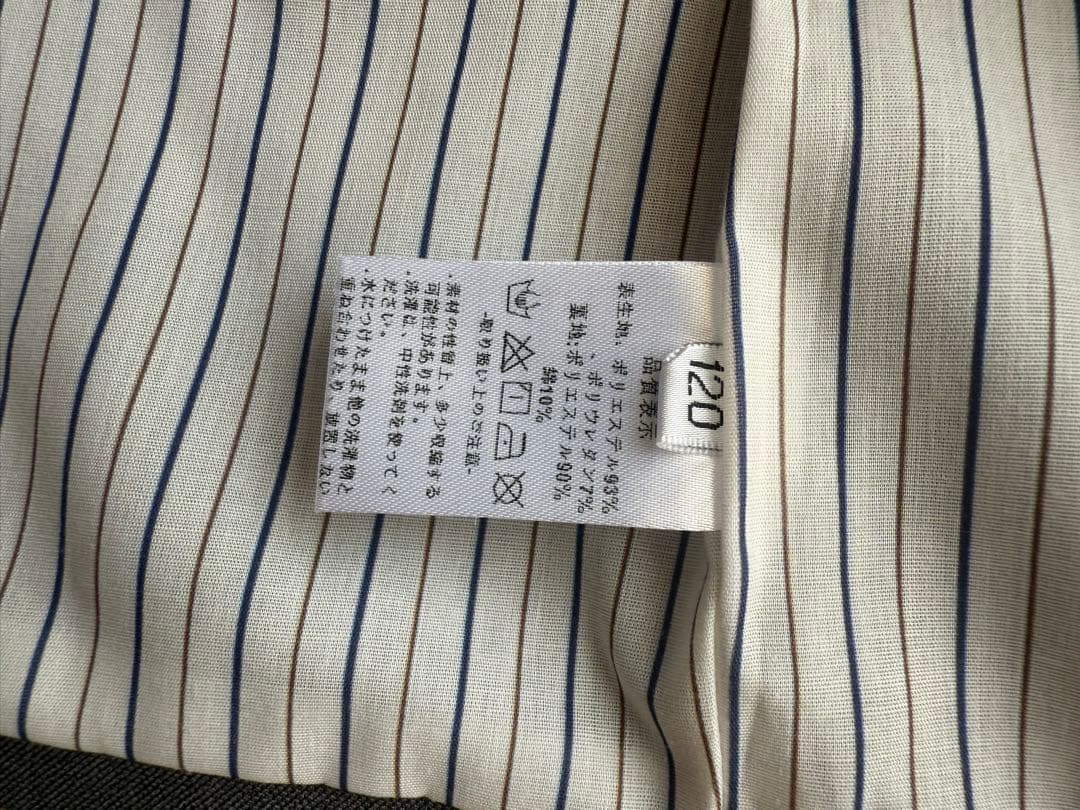 120
品質表示
表生地:ポリエステル93%
、ポリウレタン7%
裏地:ポリエステル90%
綿10%
-取り扱い上のご注意-
・素材の性質上、多少収縮する
可能性があります。
・洗濯は、中性洗剤を使ってく
ださい。
・水につけたまま他の洗濯物と
重ね合わせたり、放置しない